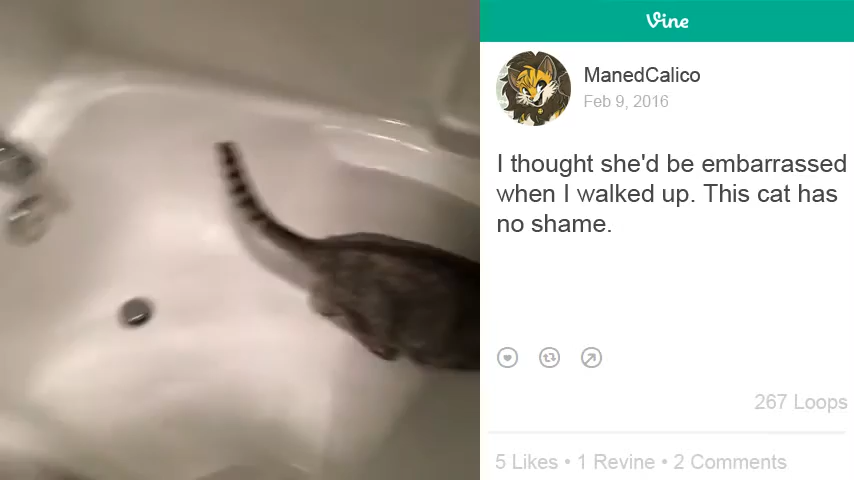 Vine
ManedCalico
Feb 9, 2016
I thought she'd be embarrassed
when I walked up. This cat has
no shame.
267 Loops
5 Likes • 1 Revine • 2 Comments